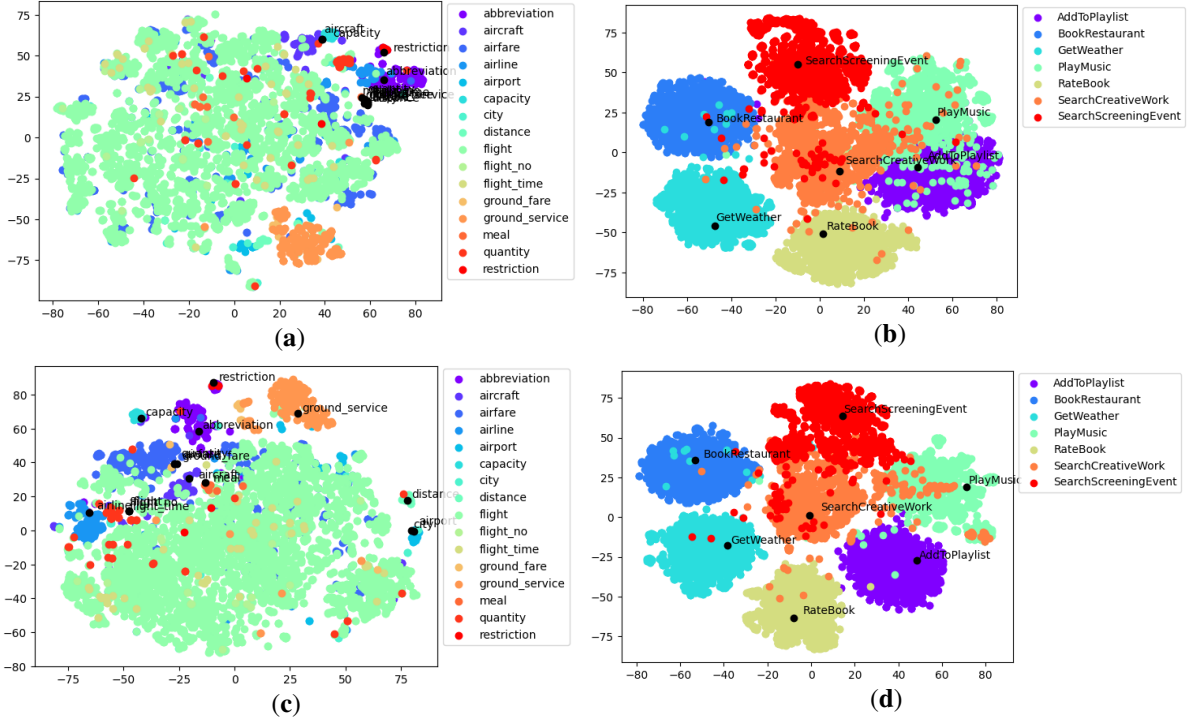 aircraft
capacity
restriction
abbreviation
75
50
25
0
−25
−50
−75
−80 −60 −40 −20 0 20 40 60 80
abbreviation
aircraft
airfare
airline
airport
capacity
city
distance
flight
flight_no
flight_time
ground_fare
ground_service
meal
quantity
restriction
(a)
SearchScreeningEvent
BookRestaurant
PlayMusic
SearchCreativeWork
AddToPlaylist
GetWeather
RateBook
75
50
25
0
−25
−50
−75
−80 −60 −40 −20 0 20 40 60 80
AddToPlaylist
BookRestaurant
GetWeather
PlayMusic
RateBook
SearchCreativeWork
SearchScreeningEvent
(b)
restriction
capacity
ground_service
abbreviation
ground_fare
aircraft
meal
flight_no
airline
flight_time
distance
airport
city
80
60
40
20
0
−20
−40
−60
−80
−75 −50 −25 0 25 50 75
abbreviation
aircraft
airfare
airline
airport
capacity
city
distance
flight
flight_no
flight_time
ground_fare
ground_service
meal
quantity
restriction
(c)
SearchScreeningEvent
BookRestaurant
PlayMusic
SearchCreativeWork
GetWeather
AddToPlaylist
RateBook
75
50
25
0
−25
−50
−75
−80 −60 −40 −20 0 20 40 60 80
AddToPlaylist
BookRestaurant
GetWeather
PlayMusic
RateBook
SearchCreativeWork
SearchScreeningEvent
(d)